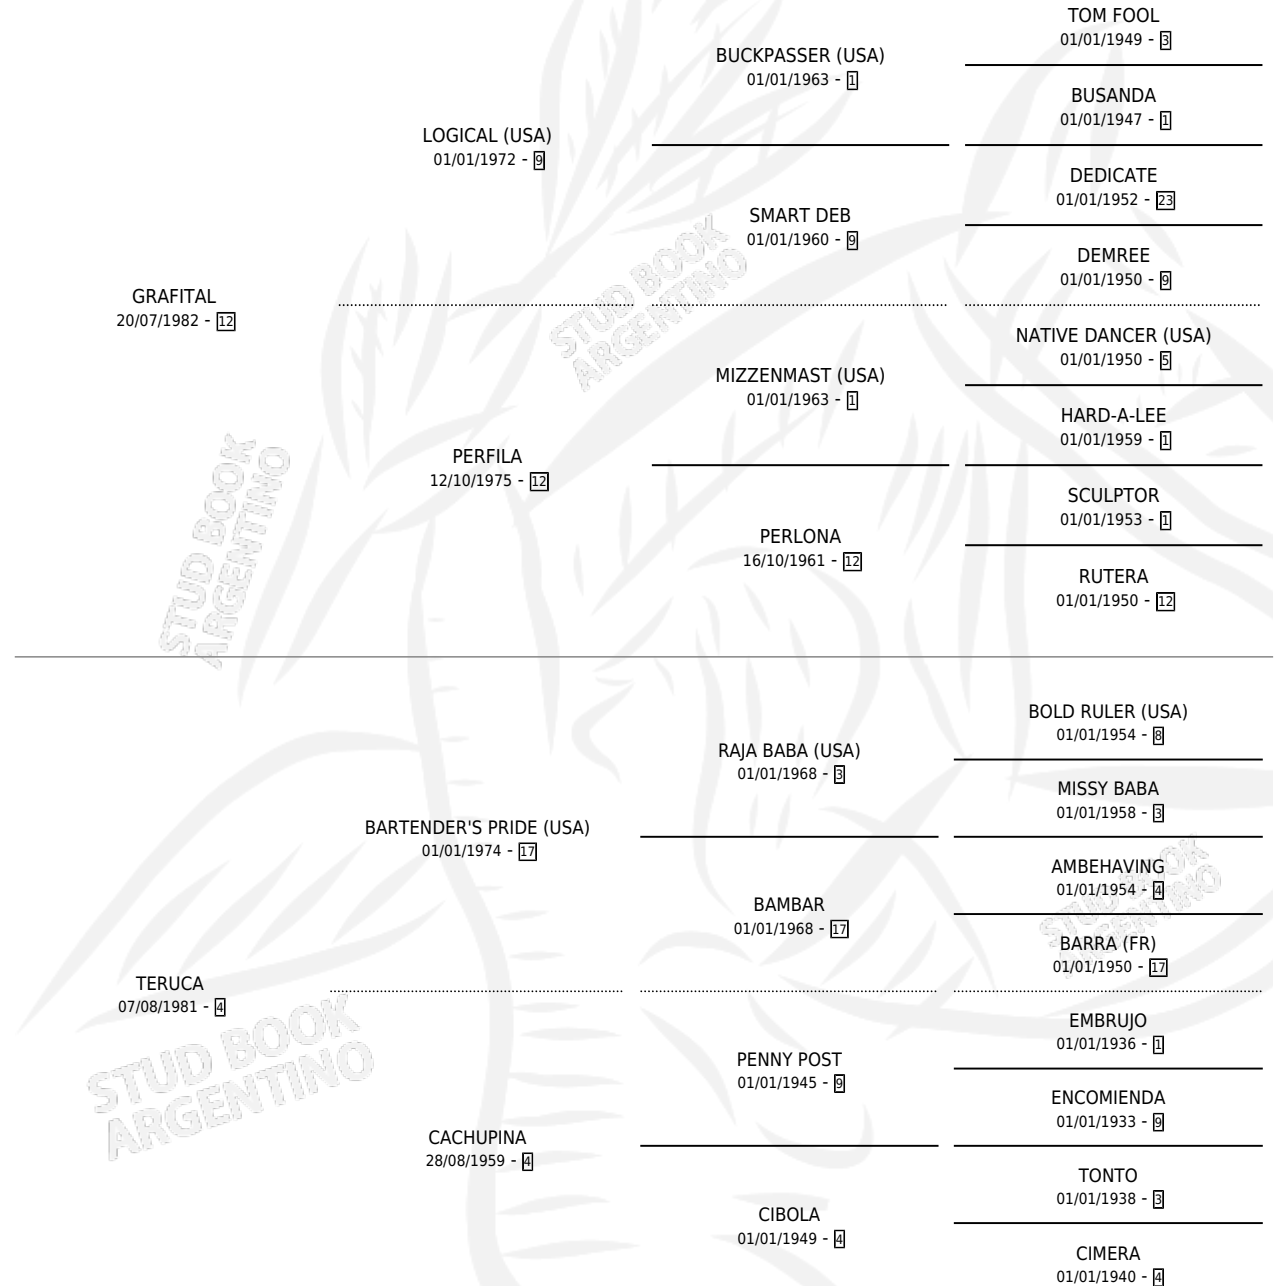 TOM FOOL
01/01/1949 - 3
BUCKPASSER (USA)
01/01/1963 - 1
BUSANDA
01/01/1947 - 1
LOGICAL (USA)
01/01/1972 - 9
DEDICATE
01/01/1952 - 23
SMART DEB
01/01/1960 - 9
DEMREE
01/01/1950 - 9
GRAFITAL
20/07/1982 - 12
NATIVE DANCER (USA)
01/01/1950 - 5
MIZZENMAST (USA)
01/01/1963 - 1
HARD-A-LEE
01/01/1959 - 1
PERFILA
12/10/1975 - 12
SCULPTOR
01/01/1953 - 1
PERLONA
16/10/1961 - 12
RUTERA
01/01/1950 - 12
BOLD RULER (USA)
01/01/1954 - 8
RAJA BABA (USA)
01/01/1968 - 3
MISSY BABA
01/01/1958 - 3
BARTENDER'S PRIDE (USA)
01/01/1974 - 17
AMBEHAVING
01/01/1954 - 4
BAMBAR
01/01/1968 - 17
BARRA (FR)
01/01/1950 - 17
TERUCA
07/08/1981 - 4
EMBRUJO
01/01/1936 - 1
PENNY POST
01/01/1945 - 9
ENCOMIENDA
01/01/1933 - 9
CACHUPINA
28/08/1959 - 4
TONTO
01/01/1938 - 3
CIBOLA
01/01/1949 - 4
CIMERA
01/01/1940 - 4
STUD BOOK
ARGENTINO
STUD BOOK
ARGENTINO
STUD BOOK
ARGENTINO
STUD BOOK
ARGENTINO